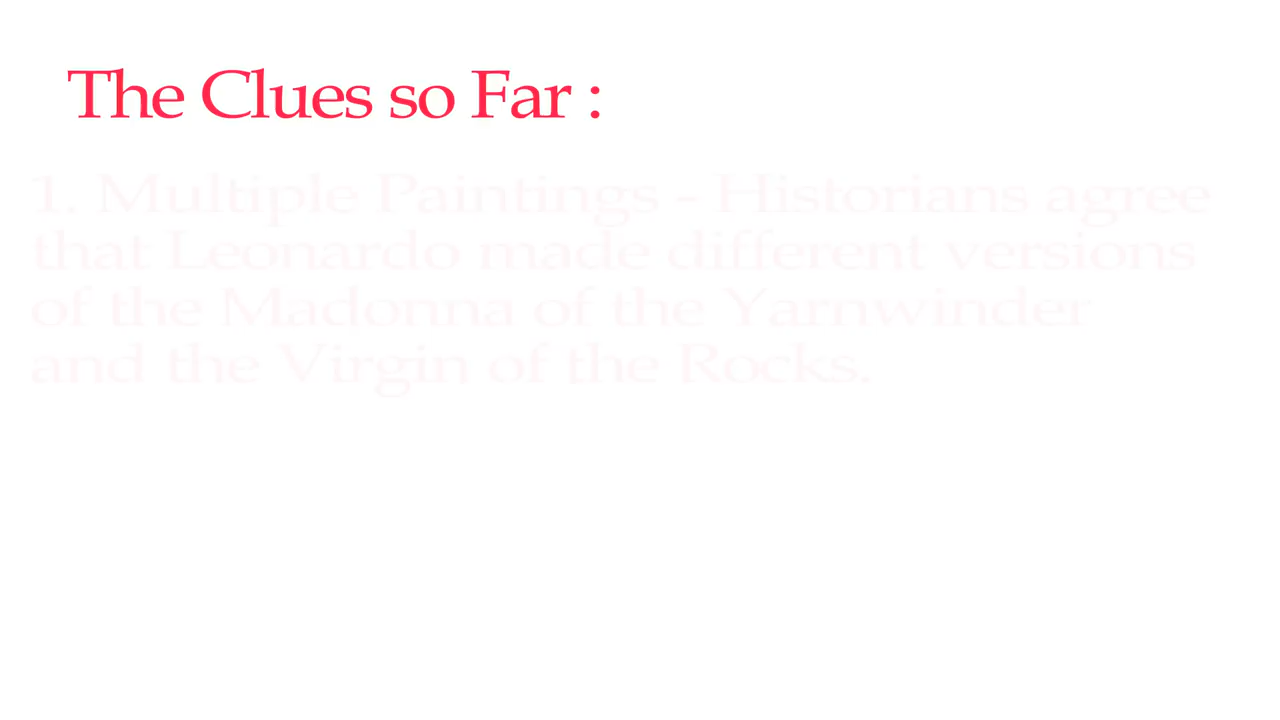 The Clues so Far :
1. Multiple Paintings - Historians agree
that Leonardo made different versions
of the Madonna of the Yarnwinder
and the Virgin of the Rocks.